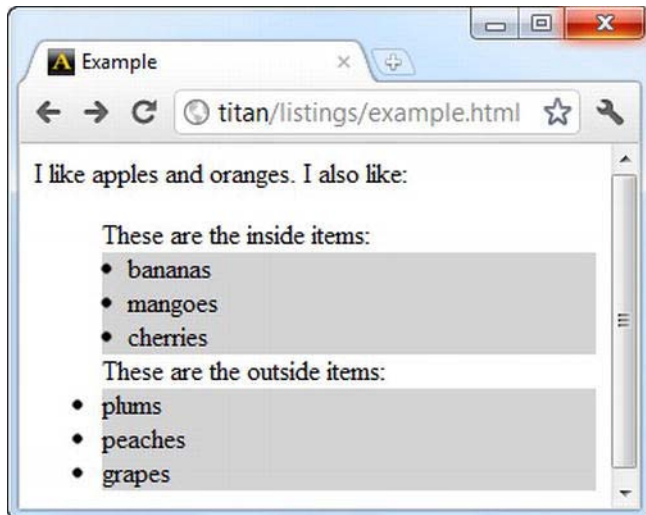 A Example
titan/listings/example.html
I like apples and oranges. I also like:
These are the inside items:
• bananas
• mangoes
• cherries
These are the outside items:
• plums
• peaches
• grapes